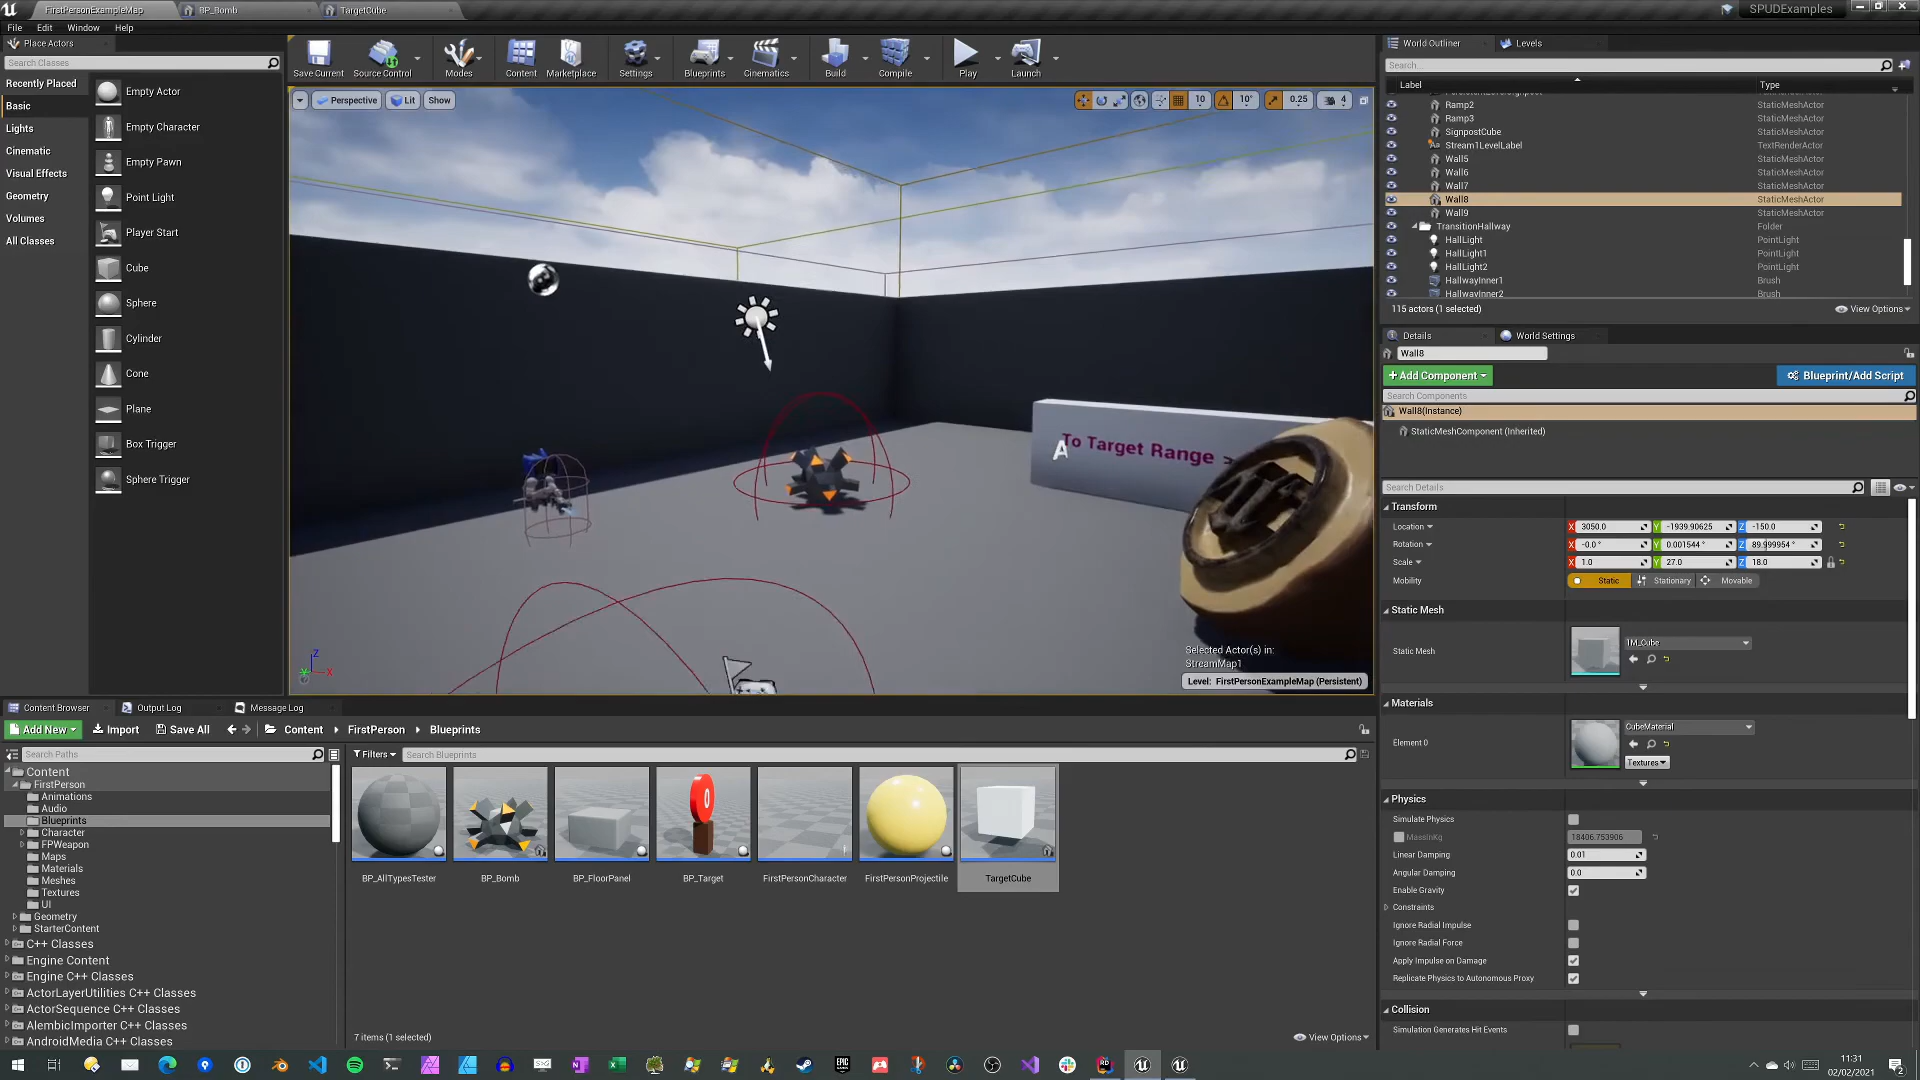 FirstPersonExampleMap
BP_Bomb
TargetCube
SPUDExamples
File Edit Window Help
Place Actors
Search Classes
Recently Placed
Basic
Lights
Cinematic
Visual Effects
Geometry
Volumes
All Classes
Empty Actor
Empty Character
Empty Pawn
Point Light
Player Start
Cube
Sphere
Cylinder
Cone
Plane
Box Trigger
Sphere Trigger
Save Current
Source Control
Modes
Content
Marketplace
Settings
Blueprints
Cinematics
Build
Compile
Play
Launch
Perspective
Lit
Show
10
10°
0.25
4
To Target Range >
A
Z
X
Selected Actor(s) in:
StreamMap1
Level: FirstPersonExampleMap (Persistent)
World Outliner
Levels
Search...
Label Type
Ramp2 StaticMeshActor
Ramp3 StaticMeshActor
SignpostCube StaticMeshActor
Stream1LevelLabel TextRenderActor
Wall5 StaticMeshActor
Wall6 StaticMeshActor
Wall7 StaticMeshActor
Wall8 StaticMeshActor
Wall9 StaticMeshActor
TransitionHallway Folder
HallLight PointLight
HallLight1 PointLight
HallLight2 PointLight
HallwayInner1 Brush
HallwayInner2 Brush
115 actors (1 selected)
View Options
Details
World Settings
Wall8
+ Add Component
Blueprint/Add Script
Search Components
Wall8(Instance)
StaticMeshComponent (Inherited)
Search Details
Transform
Location X 3050.0 Y -1939.90625 Z -150.0
Rotation X -0.0 ° Y 0.001544 ° Z 89.999954 °
Scale X 1.0 Y 27.0 Z 18.0
Mobility Static Stationary Movable
Static Mesh
Static Mesh 1M_Cube
Materials
Element 0 CubeMaterial
Textures
Physics
Simulate Physics
MassInKg 18406.753906
Linear Damping 0.01
Angular Damping 0.0
Enable Gravity
Constraints
Ignore Radial Impulse
Ignore Radial Force
Apply Impulse on Damage
Replicate Physics to Autonomous Proxy
Collision
Simulation Generates Hit Events
Content Browser
Output Log
Message Log
Add New
Import
Save All
Content
FirstPerson
Blueprints
Search Paths
Filters
Search Blueprints
Content
FirstPerson
Animations
Audio
Blueprints
Character
FPWeapon
Maps
Materials
Meshes
Textures
UI
Geometry
StarterContent
C++ Classes
Engine Content
Engine C++ Classes
ActorLayerUtilities C++ Classes
ActorSequence C++ Classes
AlembicImporter C++ Classes
AndroidMedia C++ Classes
BP_AllTypesTester
BP_Bomb
BP_FloorPanel
BP_Target
FirstPersonCharacter
FirstPersonProjectile
TargetCube
7 items (1 selected)
View Options
11:31
02/02/2021